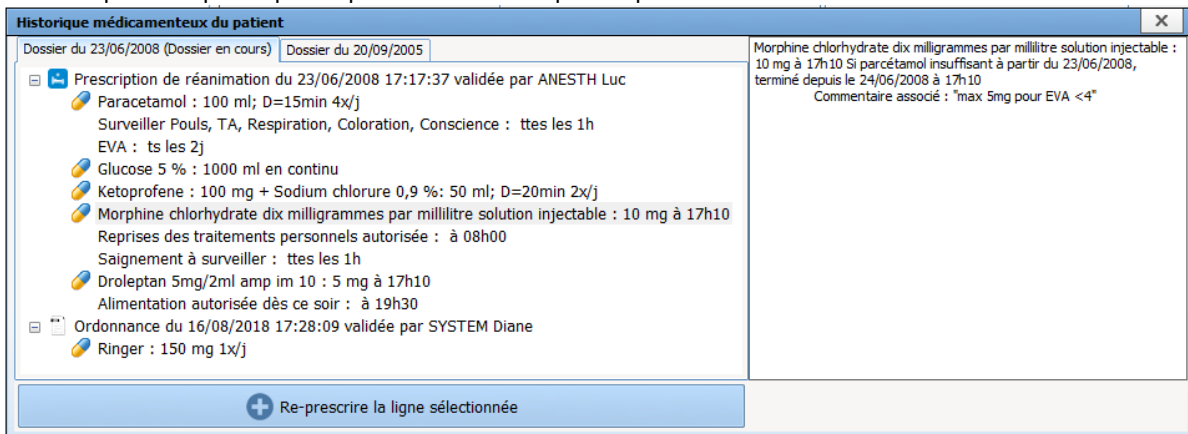 Historique médicamenteux du patient
Dossier du 23/06/2008 (Dossier en cours)
Dossier du 20/09/2005
Prescription de réanimation du 23/06/2008 17:17:37 validée par ANESTH Luc
Paracetamol : 100 ml; D=15min 4x/j
Surveiller Pouls, TA, Respiration, Coloration, Conscience : ttes les 1h
EVA : ts les 2j
Glucose 5 % : 1000 ml en continu
Ketoprofene : 100 mg + Sodium chlorure 0,9 %: 50 ml; D=20min 2x/j
Morphine chlorhydrate dix milligrammes par millilitre solution injectable : 10 mg à 17h10
Reprises des traitements personnels autorisée : à 08h00
Saignement à surveiller : ttes les 1h
Droleptan 5mg/2ml amp im 10 : 5 mg à 17h10
Alimentation autorisée dès ce soir : à 19h30
Ordonnance du 16/08/2018 17:28:09 validée par SYSTEM Diane
Ringer : 150 mg 1x/j
Re-prescrire la ligne sélectionnée
Morphine chlorhydrate dix milligrammes par millilitre solution injectable :
10 mg à 17h10 Si parcétamol insuffisant à partir du 23/06/2008,
terminé depuis le 24/06/2008 à 17h10
Commentaire associé : "max 5mg pour EVA <4"